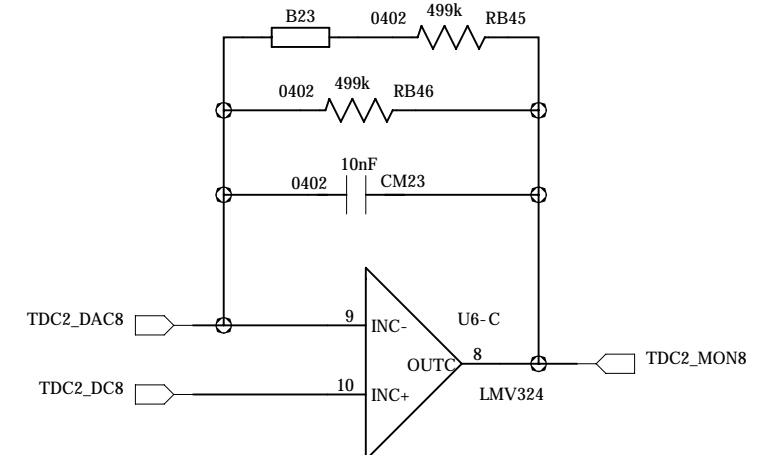 B23 0402 499k RB45
0402 499k RB46
10nF
0402 CM23
TDC2_DAC8 9 INC- U6-C
OUTC 8 TDC2_MON8
TDC2_DC8 10 INC+ LMV324